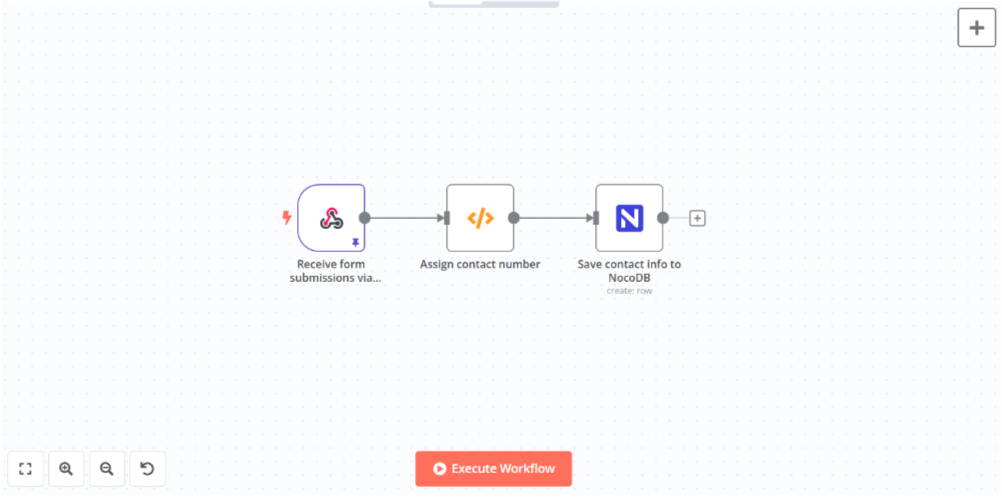 Receive form
submissions via...
Assign contact number
Save contact info to
NocoDB
create: row
Execute Workflow